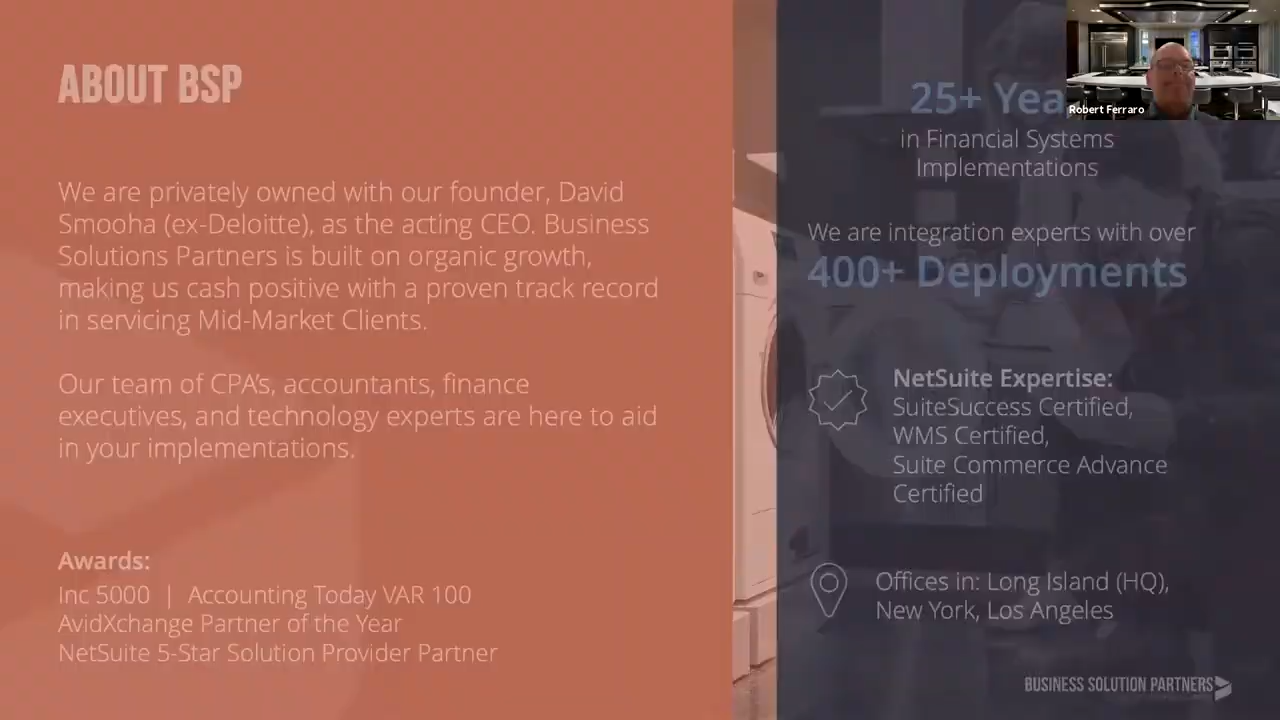 ABOUT BSP
We are privately owned with our founder, David
Smooha (ex-Deloitte), as the acting CEO. Business
Solutions Partners is built on organic growth,
making us cash positive with a proven track record
in servicing Mid-Market Clients.
Our team of CPA's, accountants, finance
executives, and technology experts are here to aid
in your implementations.
Awards:
Inc 5000 | Accounting Today VAR 100
AvidXchange Partner of the Year
NetSuite 5-Star Solution Provider Partner
25+ Yea
in Financial Systems
Implementations
We are integration experts with over
400+ Deployments
NetSuite Expertise:
SuiteSuccess Certified,
WMS Certified,
Suite Commerce Advance
Certified
Offices in: Long Island (HQ),
New York, Los Angeles
BUSINESS SOLUTION PARTNERS
Robert Ferraro